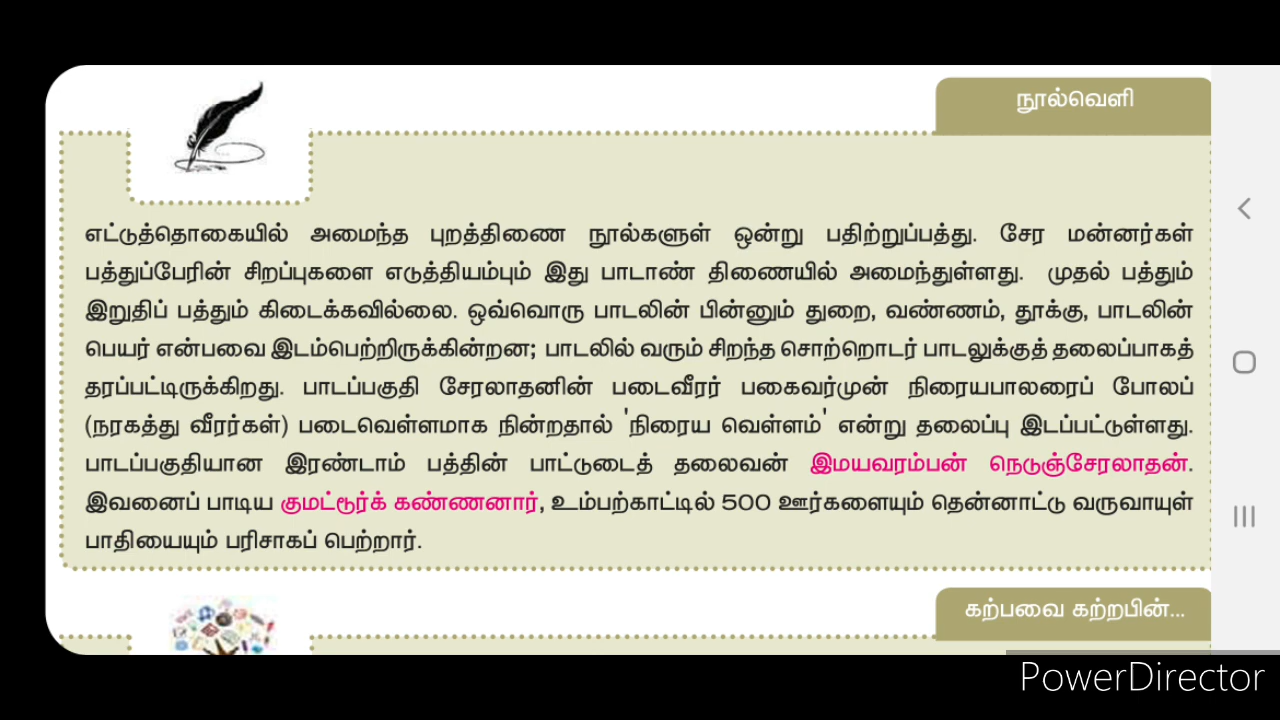 நூல்வெளி
எட்டுத்தொகையில் அமைந்த புறத்திணை நூல்களுள் ஒன்று பதிற்றுப்பத்து. சேர மன்னர்கள்
பத்துப்பேரின் சிறப்புகளை எடுத்தியம்பும் இது பாடாண் திணையில் அமைந்துள்ளது. முதல் பத்தும்
இறுதிப் பத்தும் கிடைக்கவில்லை. ஒவ்வொரு பாடலின் பின்னும் துறை, வண்ணம், தூக்கு, பாடலின்
பெயர் என்பவை இடம்பெற்றிருக்கின்றன; பாடலில் வரும் சிறந்த சொற்றொடர் பாடலுக்குத் தலைப்பாகத்
தரப்பட்டிருக்கிறது. பாடப்பகுதி சேரலாதனின் படைவீரர் பகைவர்முன் நிரையபாலரைப் போலப்
(நரகத்து வீரர்கள்) படைவெள்ளமாக நின்றதால் 'நிரைய வெள்ளம்' என்று தலைப்பு இடப்பட்டுள்ளது.
பாடப்பகுதியான இரண்டாம் பத்தின் பாட்டுடைத் தலைவன் இமயவரம்பன் நெடுஞ்சேரலாதன்.
இவனைப் பாடிய குமட்டூர்க் கண்ணனார், உம்பற்காட்டில் 500 ஊர்களையும் தென்னாட்டு வருவாயுள்
பாதியையும் பரிசாகப் பெற்றார்.
கற்பவை கற்றபின்...
PowerDirector